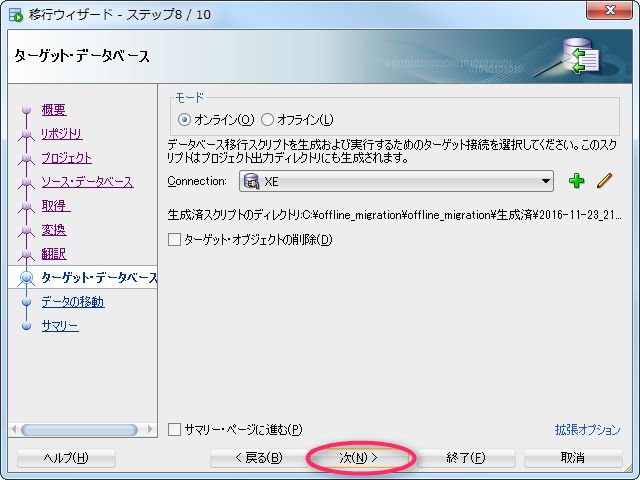 移行ウィザード - ステップ8 / 10
ターゲット・データベース
概要
リポジトリ
プロジェクト
ソース・データベース
取得
変換
翻訳
ターゲット・データベース
データの移動
サマリー
モード
オンライン(O) オフライン(L)
データベース移行スクリプトを生成および実行するためのターゲット接続を選択してください。このスク
リプトはプロジェクト出力ディレクトリにも生成されます。
Connection: XE
生成済スクリプトのディレクトリ:C:¥offline_migration¥offline_migration¥生成済¥2016-11-23_21...
ターゲット・オブジェクトの削除(D)
サマリー・ページに進む(P) 拡張オプション
ヘルプ(H) < 戻る(B) 次(N) > 終了(F) 取消